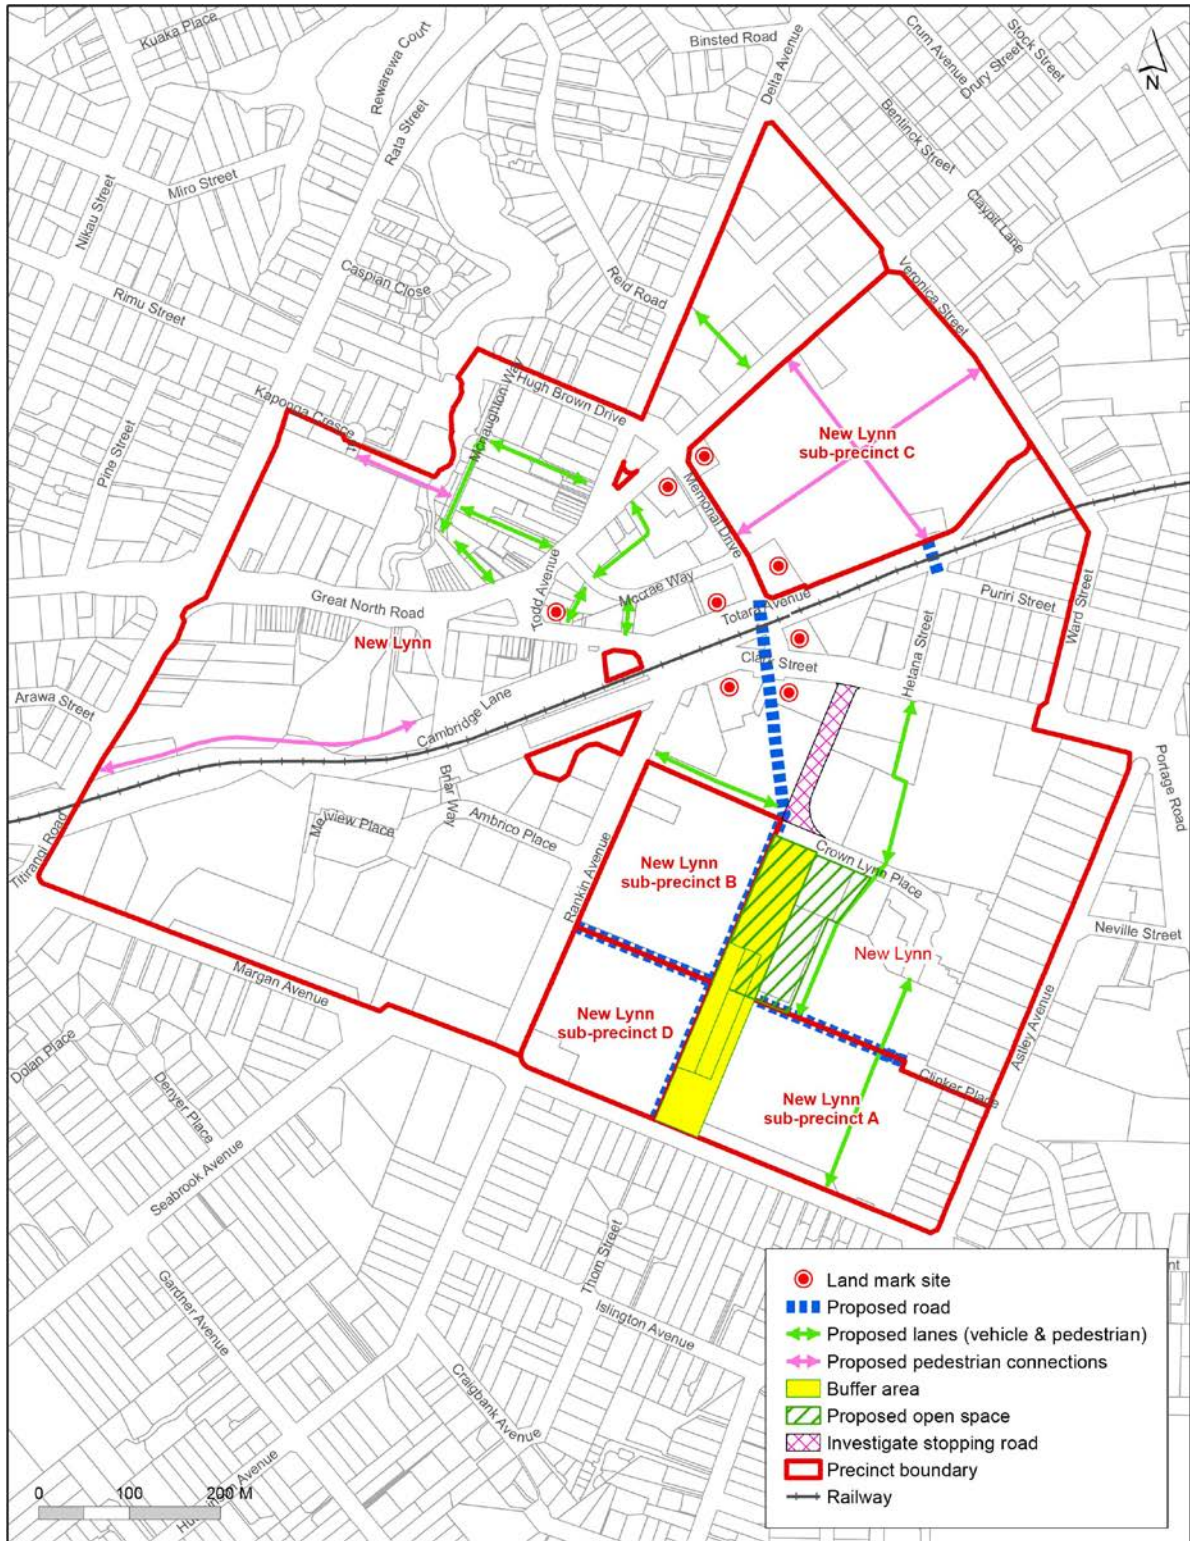 Kuaka Place
Rewarewa Court
Rata Street
Binsted Road
Delta Avenue
Crum Avenue
Stock Street
Drury Street
Bentinck Street
Claypit Lane
N
Miro Street
Nikau Street
Caspian Close
Reid Road
Veronica Street
Rimu Street
Kaponga Cresce
Mcnaughton Way
Hugh Brown Drive
Pine Street
New Lynn
sub-precinct C
Memorial Drive
Great North Road
Todd Avenue
Mccrae Way
Totara Avenue
Puriri Street
Ward Street
New Lynn
Clark Street
Hetana Street
Arawa Street
Cambridge Lane
Portage Road
Titirangi Road
Melview Place
Briar Way
Ambrico Place
Rankin Avenue
New Lynn
sub-precinct B
Crown Lynn Place
Neville Street
New Lynn
Margan Avenue
New Lynn
sub-precinct D
Astley Avenue
Dolan Place
Denyer Place
Clinker Place
New Lynn
sub-precinct A
Seabrook Avenue
Thom Street
Gardner Avenue
Islington Avenue
Craigbank Avenue
Avenue
0 100 200 M
Land mark site
Proposed road
Proposed lanes (vehicle & pedestrian)
Proposed pedestrian connections
Buffer area
Proposed open space
Investigate stopping road
Precinct boundary
Railway